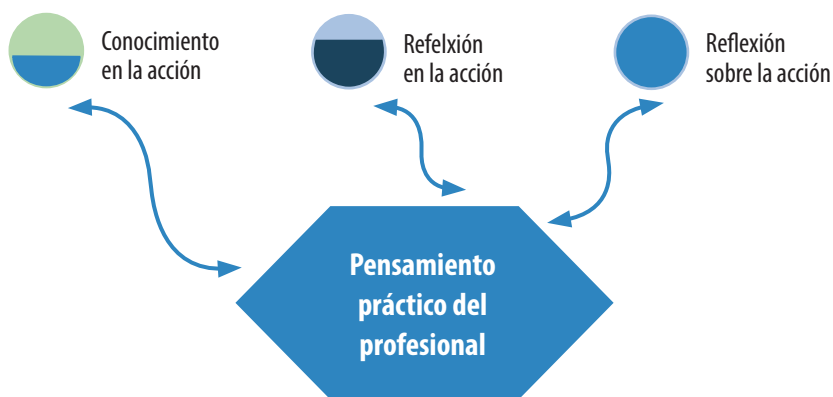 Conocimiento
en la acción
Refelxión
en la acción
Reflexión
sobre la acción
Pensamiento
práctico del
profesional